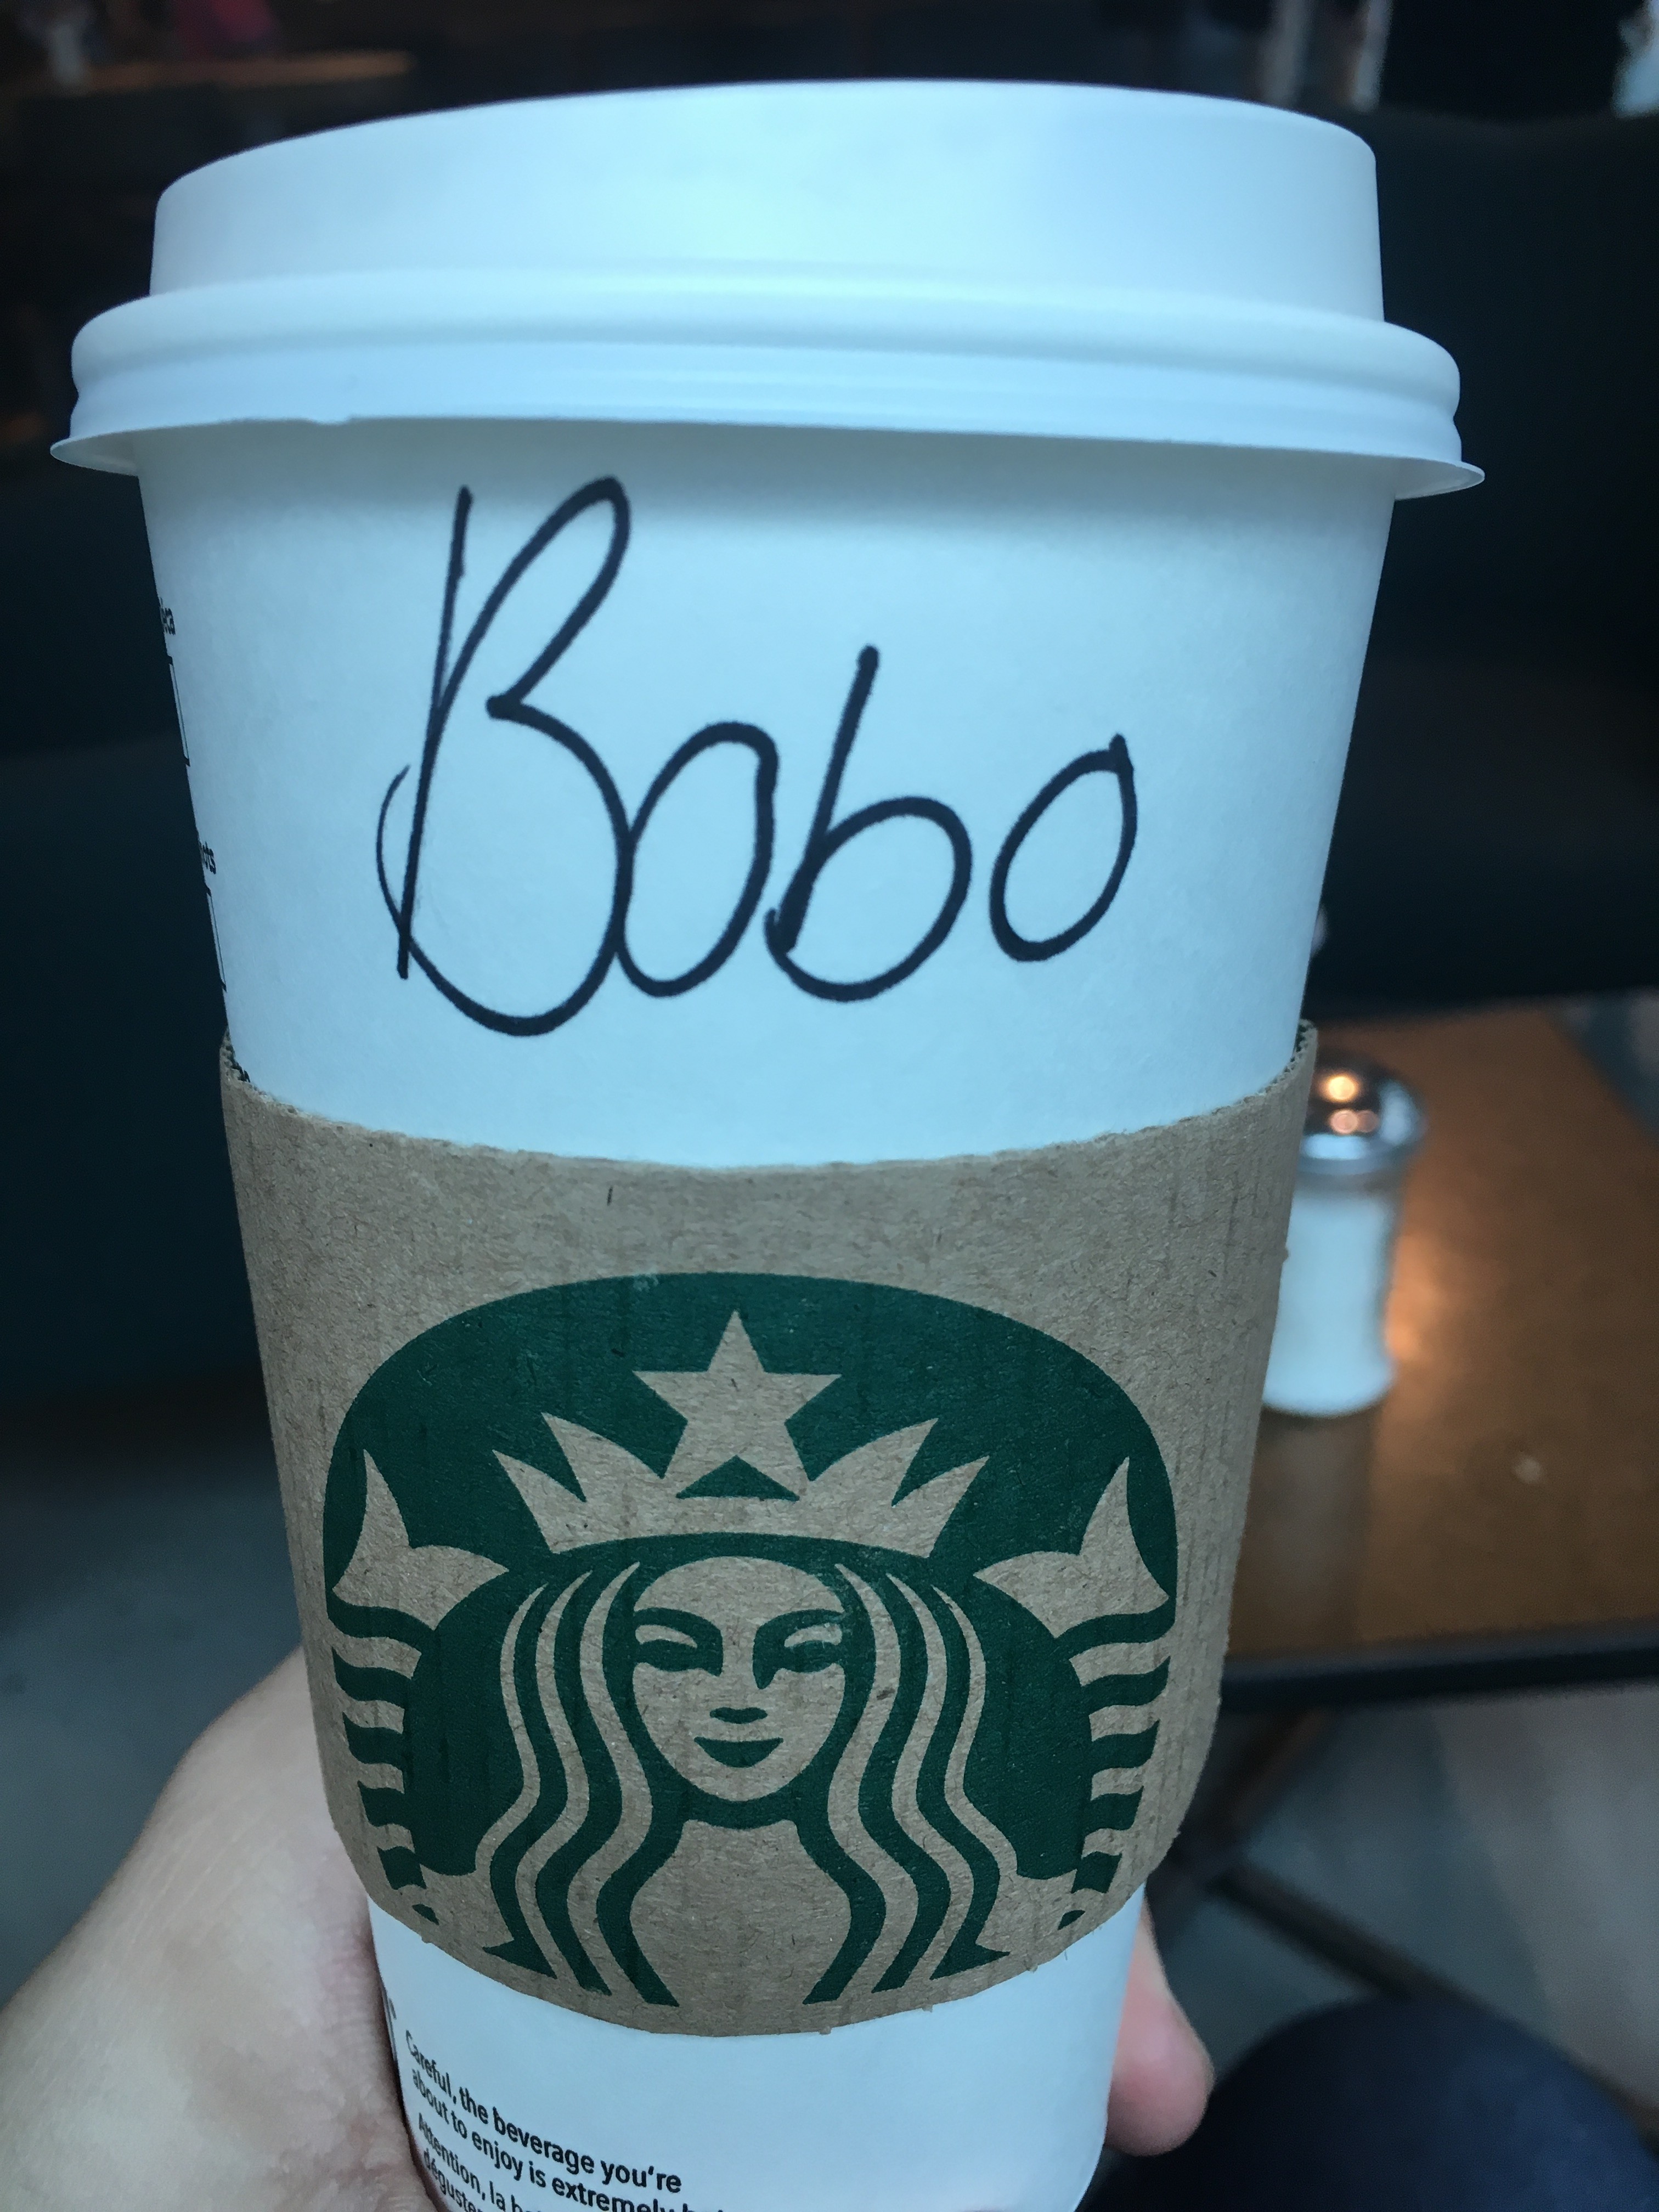 Bobo
Careful, the beverage you're
about to enjoy is extremely
Attention, la